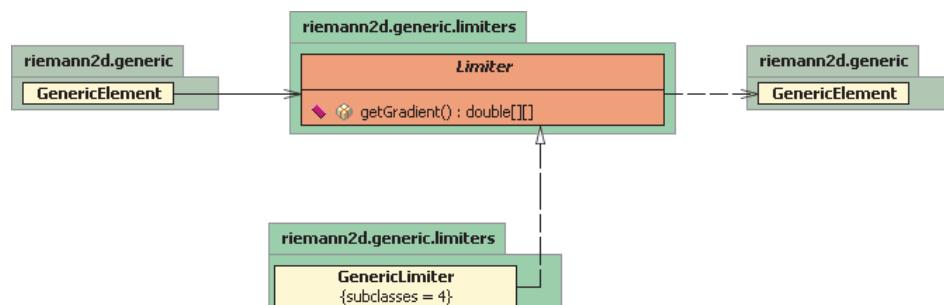 riemann2d.generic.limiters
riemann2d.generic
GenericElement
Limiter
getGradient() : double[][]
riemann2d.generic
GenericElement
riemann2d.generic.limiters
GenericLimiter
{subclasses = 4}